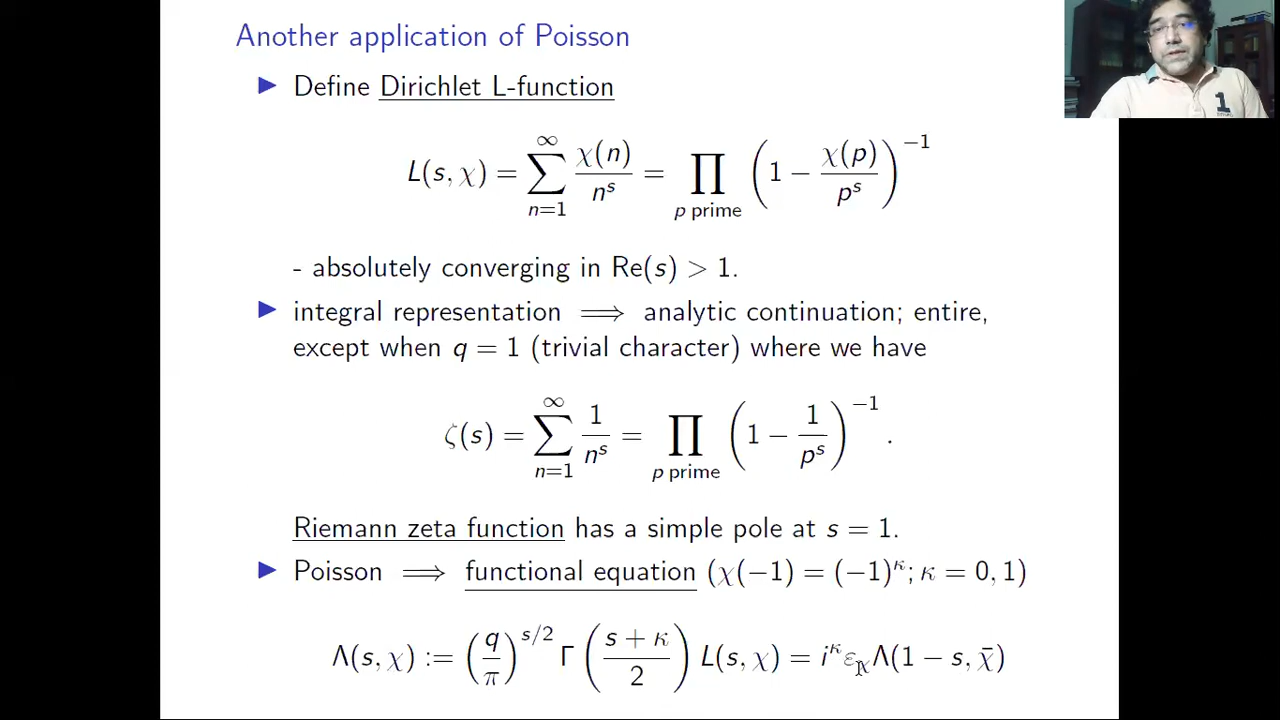 Another application of Poisson
▶ Define Dirichlet L-function
L(s, χ) = ∑_{n=1}^{∞} χ(n)/n^s = ∏_{p prime} (1 − χ(p)/p^s)^{−1}
- absolutely converging in Re(s) > 1.
▶ integral representation ⟹ analytic continuation; entire,
except when q = 1 (trivial character) where we have
ζ(s) = ∑_{n=1}^{∞} 1/n^s = ∏_{p prime} (1 − 1/p^s)^{−1}.
Riemann zeta function has a simple pole at s = 1.
▶ Poisson ⟹ functional equation (χ(−1) = (−1)^κ; κ = 0, 1)
Λ(s, χ) := (q/π)^{s/2} Γ((s + κ)/2) L(s, χ) = i^κ ε_χ Λ(1 − s, χ̄)
1